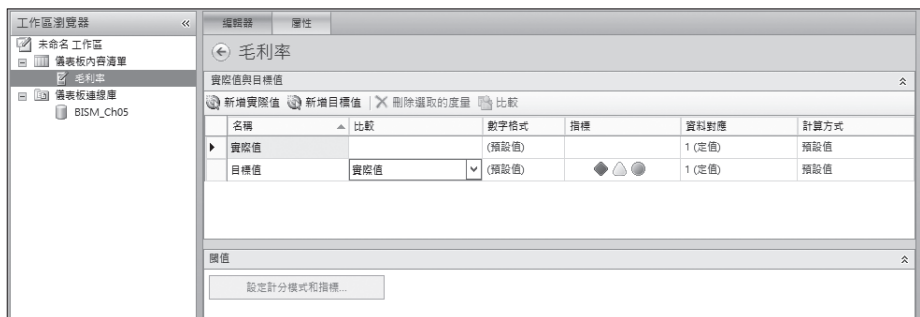 工作區瀏覽器 «
未命名 工作區
儀表板內容清單
毛利率
儀表板連線庫
BISM_Ch05
編輯器 屬性
毛利率
實際值與目標值
新增實際值 新增目標值 刪除選取的度量 比較
名稱 比較 數字格式 指標 資料對應 計算方式
實際值 (預設值) 1 (定值) 預設值
目標值 實際值 (預設值) 1 (定值) 預設值
閾值
設定計分模式和指標...